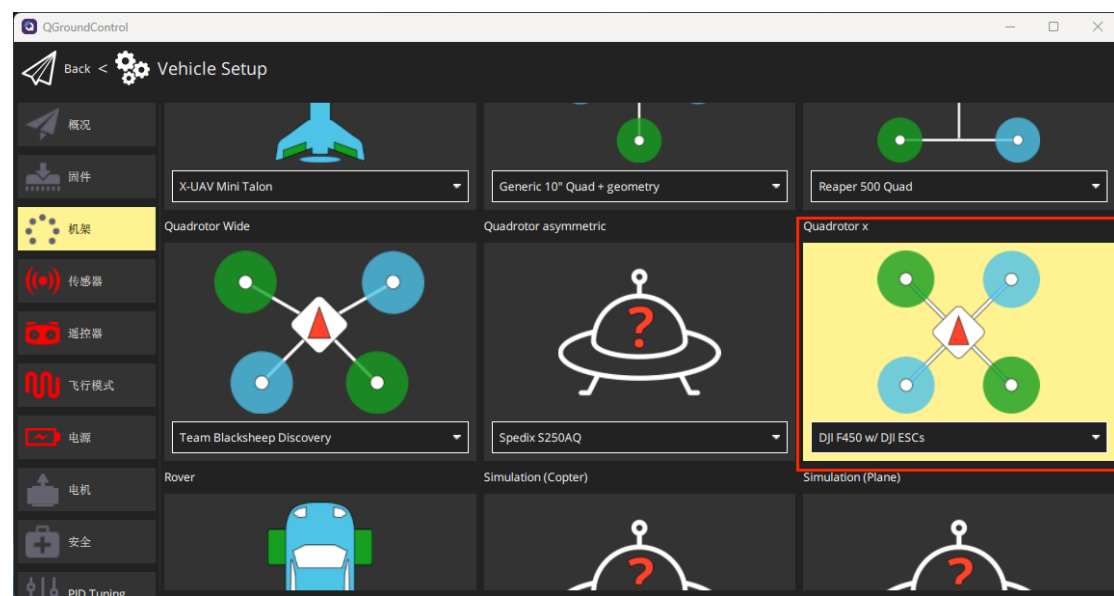 QGroundControl
Back < Vehicle Setup
概况
固件
机架
传感器
遥控器
飞行模式
电源
电机
安全
PID Tuning
X-UAV Mini Talon
Generic 10" Quad + geometry
Reaper 500 Quad
Quadrotor Wide
Quadrotor asymmetric
Quadrotor x
?
Team Blacksheep Discovery
Spedix S250AQ
DJI F450 w/ DJI ESCs
Rover
Simulation (Copter)
Simulation (Plane)
?
?